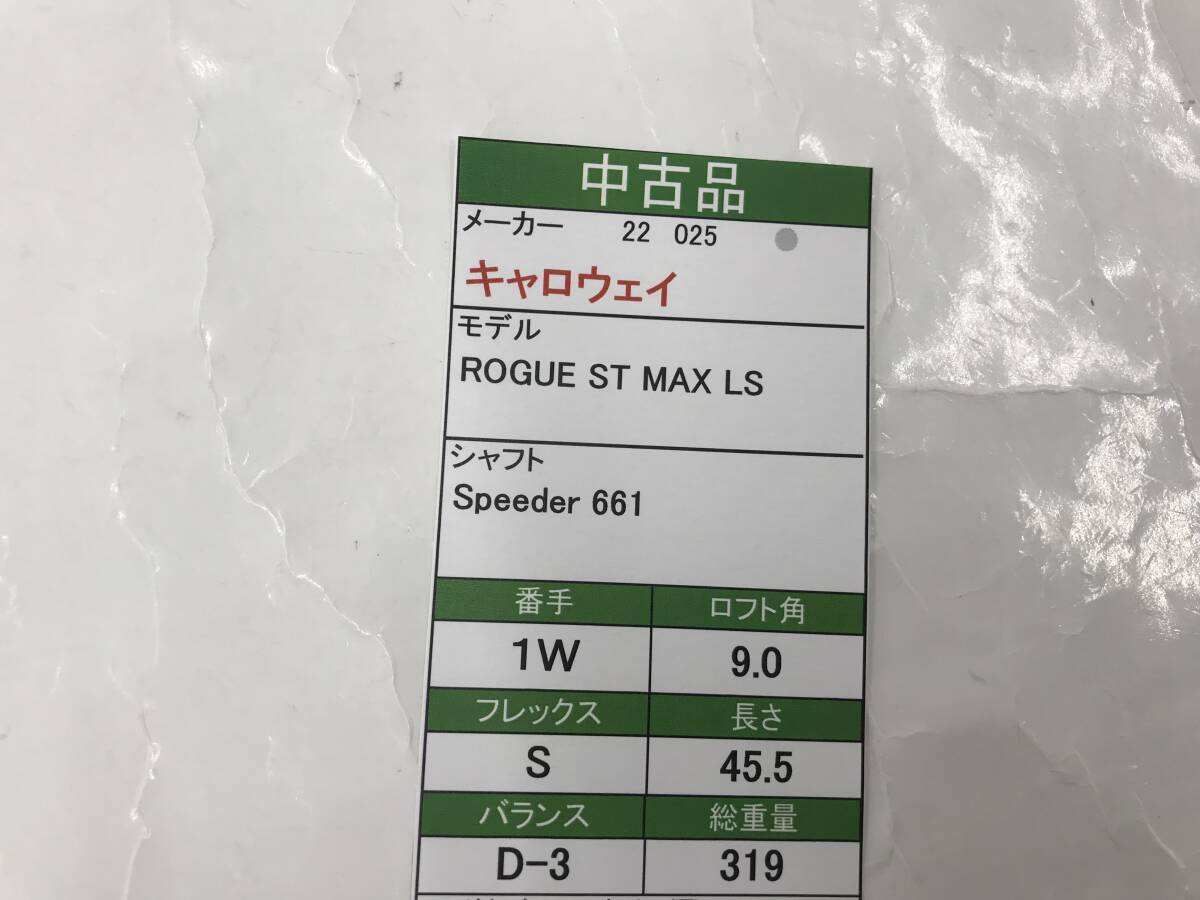 中古品
メーカー 22 025
キャロウェイ
モデル
ROGUE ST MAX LS
シャフト
Speeder 661
番手 ロフト角
1W 9.0
フレックス 長さ
S 45.5
バランス 総重量
D-3 319